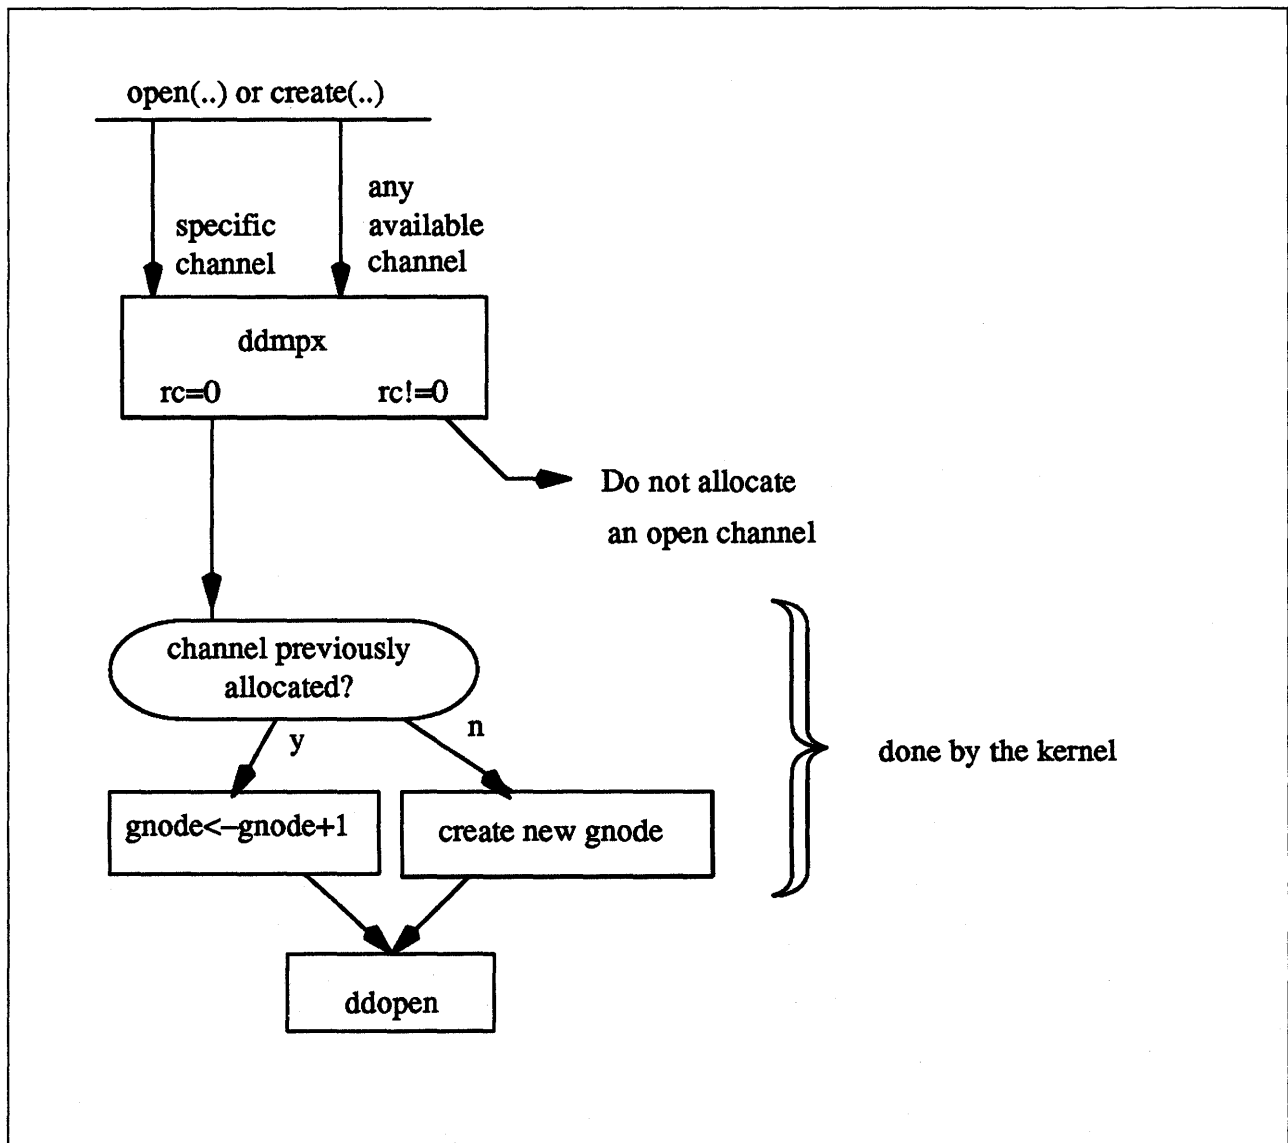 open(..) or create(..)
specific
channel
any
available
channel
ddmpx
rc=0
rc!=0
Do not allocate
an open channel
channel previously
allocated?
y
n
gnode<–gnode+1
create new gnode
done by the kernel
ddopen